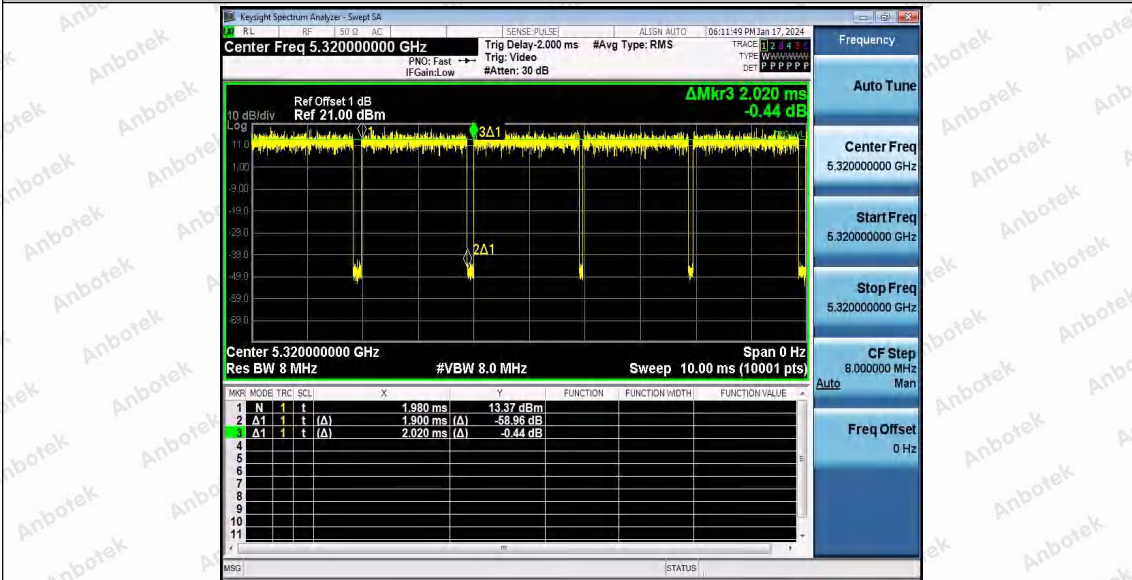 Keysight Spectrum Analyzer - Swept SA
RL RF 50 Ω AC SENSE:PULSE ALIGN AUTO 06:11:49 PM Jan 17, 2024
Center Freq 5.320000000 GHz
PNO: Fast
IFGain:Low
Trig Delay-2.000 ms
Trig: Video
#Atten: 30 dB
#Avg Type: RMS
TRACE 1 2 3 4 5 6
TYPE W
DET P P P P P P
ΔMkr3 2.020 ms
-0.44 dB
Ref Offset 1 dB
10 dB/div Ref 21.00 dBm
Log
1
3Δ1
11.0
1.00
-9.00
-19.0
-29.0
-39.0
2Δ1
-49.0
-59.0
-69.0
Center 5.320000000 GHz Span 0 Hz
Res BW 8 MHz #VBW 8.0 MHz Sweep 10.00 ms (10001 pts)
MKR MODE TRC SCL X Y FUNCTION FUNCTION WIDTH FUNCTION VALUE
1 N 1 t 1.980 ms 13.37 dBm
2 Δ1 1 t (Δ) 1.900 ms (Δ) -58.96 dB
3 Δ1 1 t (Δ) 2.020 ms (Δ) -0.44 dB
4
5
6
7
8
9
10
11
MSG STATUS
Frequency
Auto Tune
Center Freq
5.320000000 GHz
Start Freq
5.320000000 GHz
Stop Freq
5.320000000 GHz
CF Step
8.000000 MHz
Auto Man
Freq Offset
0 Hz
Anbotek